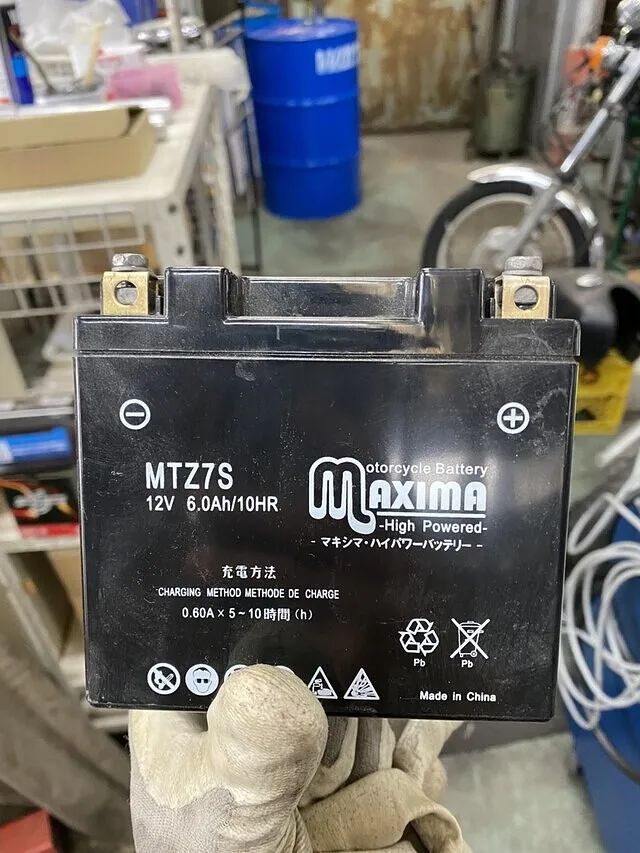 MTZ7S
12V 6.0Ah/10HR
Motorcycle Battery
MAXIMA
-High Powered-
- マキシマ・ハイパワーバッテリー -
充電方法
CHARGING METHOD METHODE DE CHARGE
0.60A×5~10時間（h）
Pb
Pb
Made in China